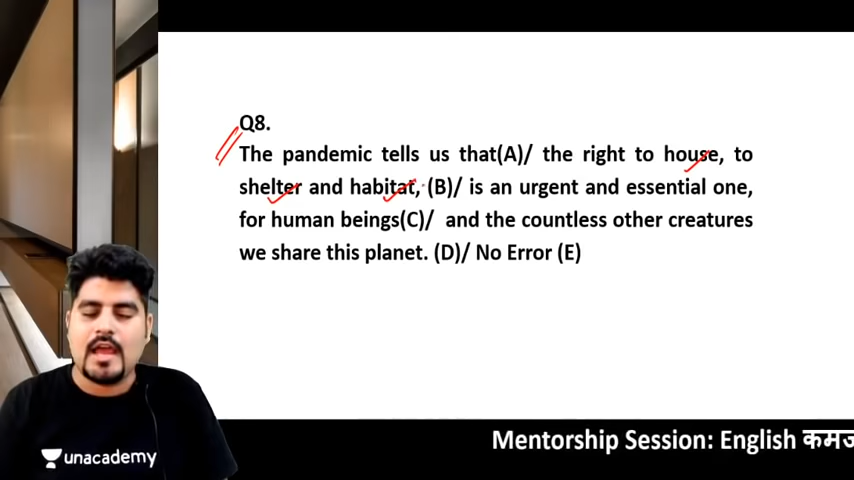 Q8.
The pandemic tells us that(A)/ the right to house, to
shelter and habitat, (B)/ is an urgent and essential one,
for human beings(C)/ and the countless other creatures
we share this planet. (D)/ No Error (E)
unacademy
Mentorship Session: English